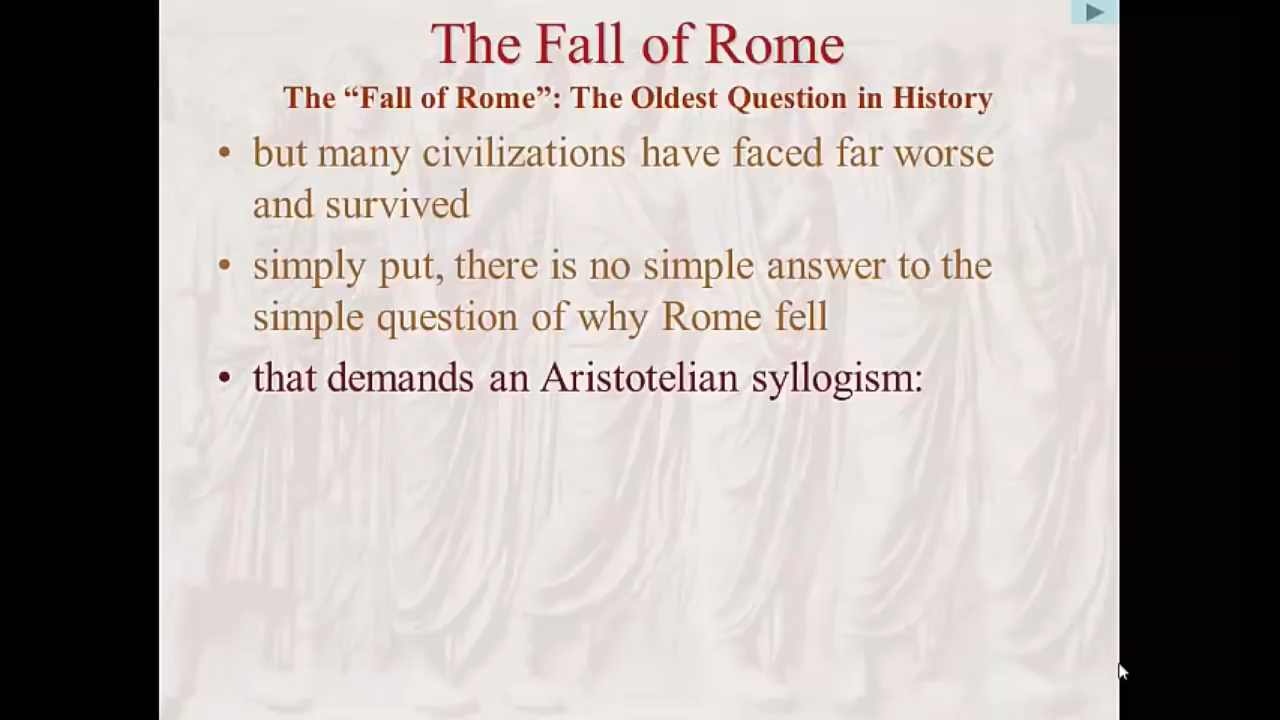 The Fall of Rome
The “Fall of Rome”: The Oldest Question in History
• but many civilizations have faced far worse
and survived
• simply put, there is no simple answer to the
simple question of why Rome fell
• that demands an Aristotelian syllogism: